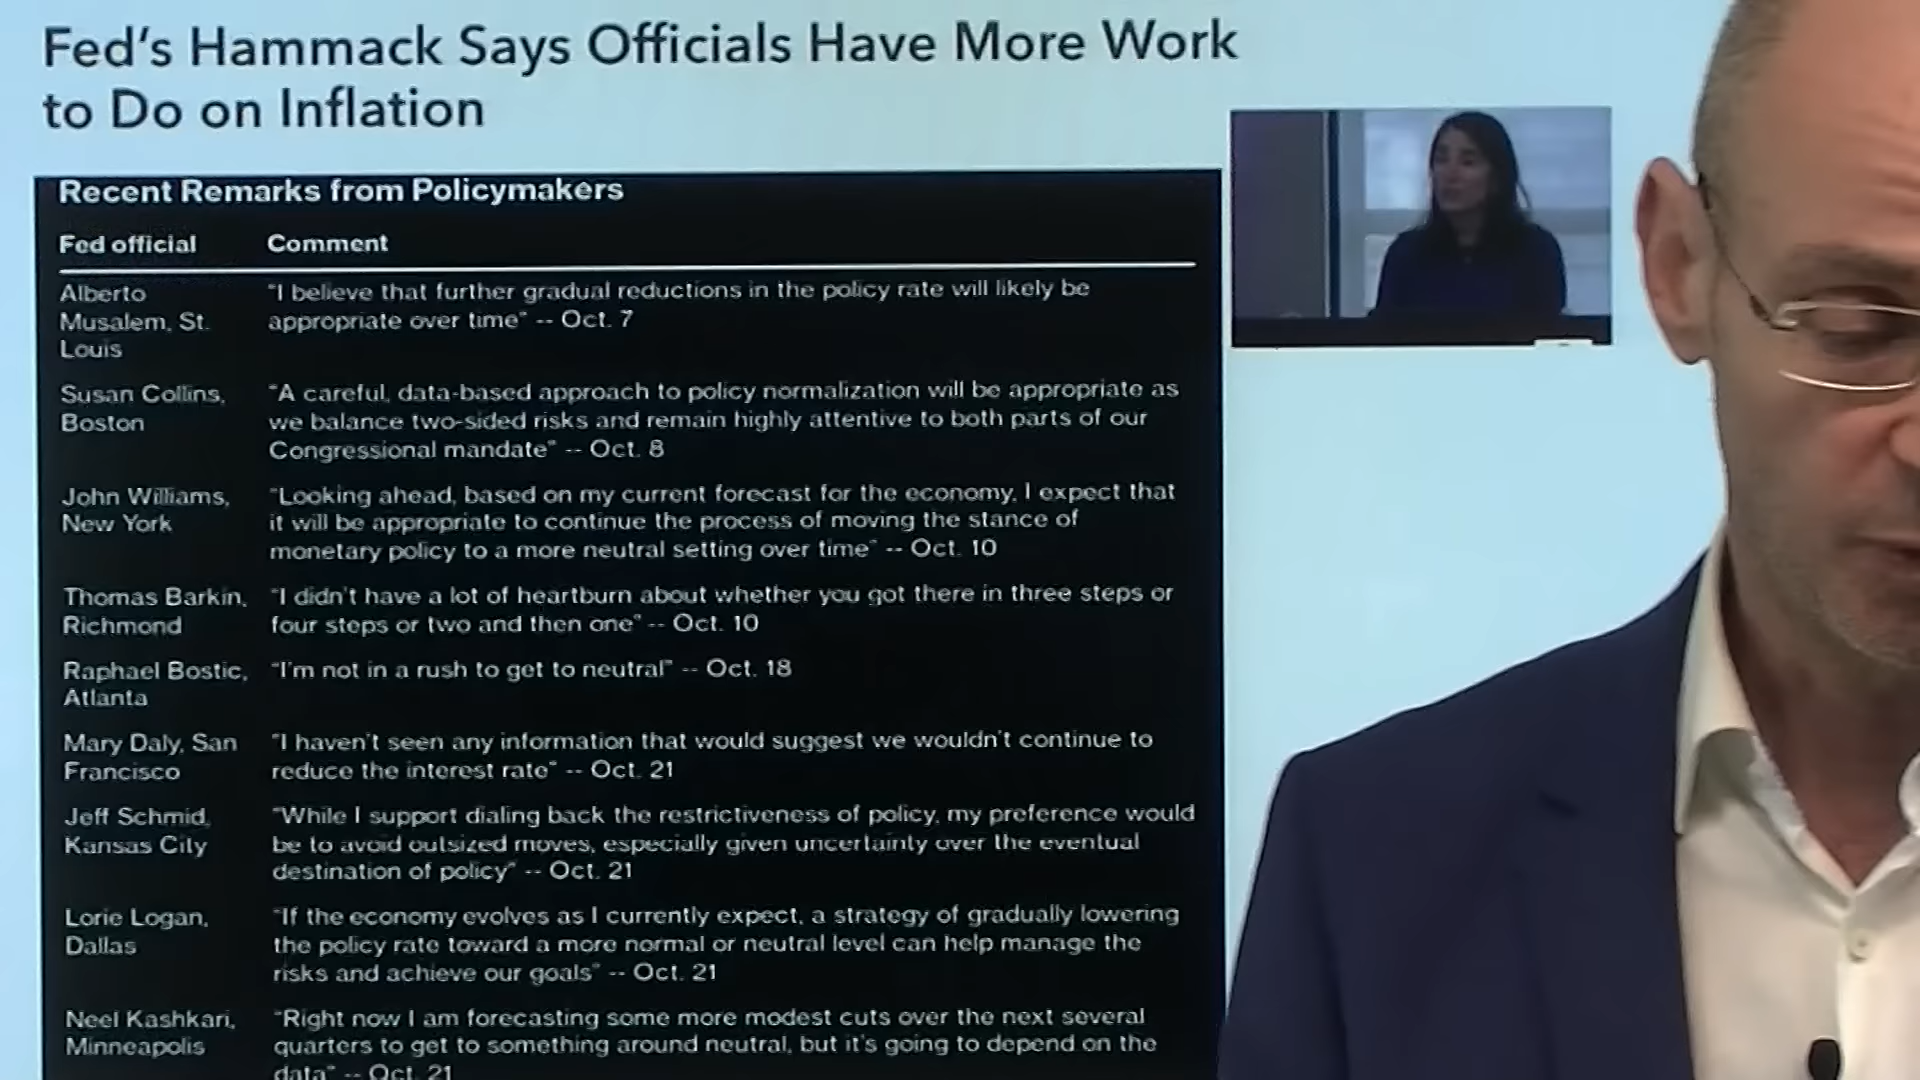 Fed's Hammack Says Officials Have More Work
to Do on Inflation
Recent Remarks from Policymakers
Fed official Comment
Alberto "I believe that further gradual reductions in the policy rate will likely be
Musalem, St. appropriate over time" -- Oct. 7
Louis
Susan Collins, "A careful, data-based approach to policy normalization will be appropriate as
Boston we balance two-sided risks and remain highly attentive to both parts of our
Congressional mandate" -- Oct. 8
John Williams, "Looking ahead, based on my current forecast for the economy, I expect that
New York it will be appropriate to continue the process of moving the stance of
monetary policy to a more neutral setting over time" -- Oct. 10
Thomas Barkin, "I didn't have a lot of heartburn about whether you got there in three steps or
Richmond four steps or two and then one" -- Oct. 10
Raphael Bostic, "I'm not in a rush to get to neutral" -- Oct. 18
Atlanta
Mary Daly, San "I haven't seen any information that would suggest we wouldn't continue to
Francisco reduce the interest rate" -- Oct. 21
Jeff Schmid, "While I support dialing back the restrictiveness of policy, my preference would
Kansas City be to avoid outsized moves, especially given uncertainty over the eventual
destination of policy" -- Oct. 21
Lorie Logan, "If the economy evolves as I currently expect, a strategy of gradually lowering
Dallas the policy rate toward a more normal or neutral level can help manage the
risks and achieve our goals" -- Oct. 21
Neel Kashkari, "Right now I am forecasting some more modest cuts over the next several
Minneapolis quarters to get to something around neutral, but it's going to depend on the
data" -- Oct. 21